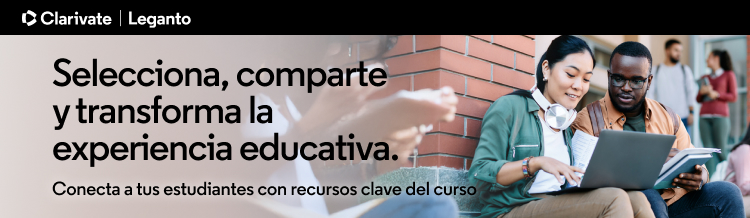 Clarivate | Leganto
Selecciona, comparte
y transforma la
experiencia educativa.
Conecta a tus estudiantes con recursos clave del curso